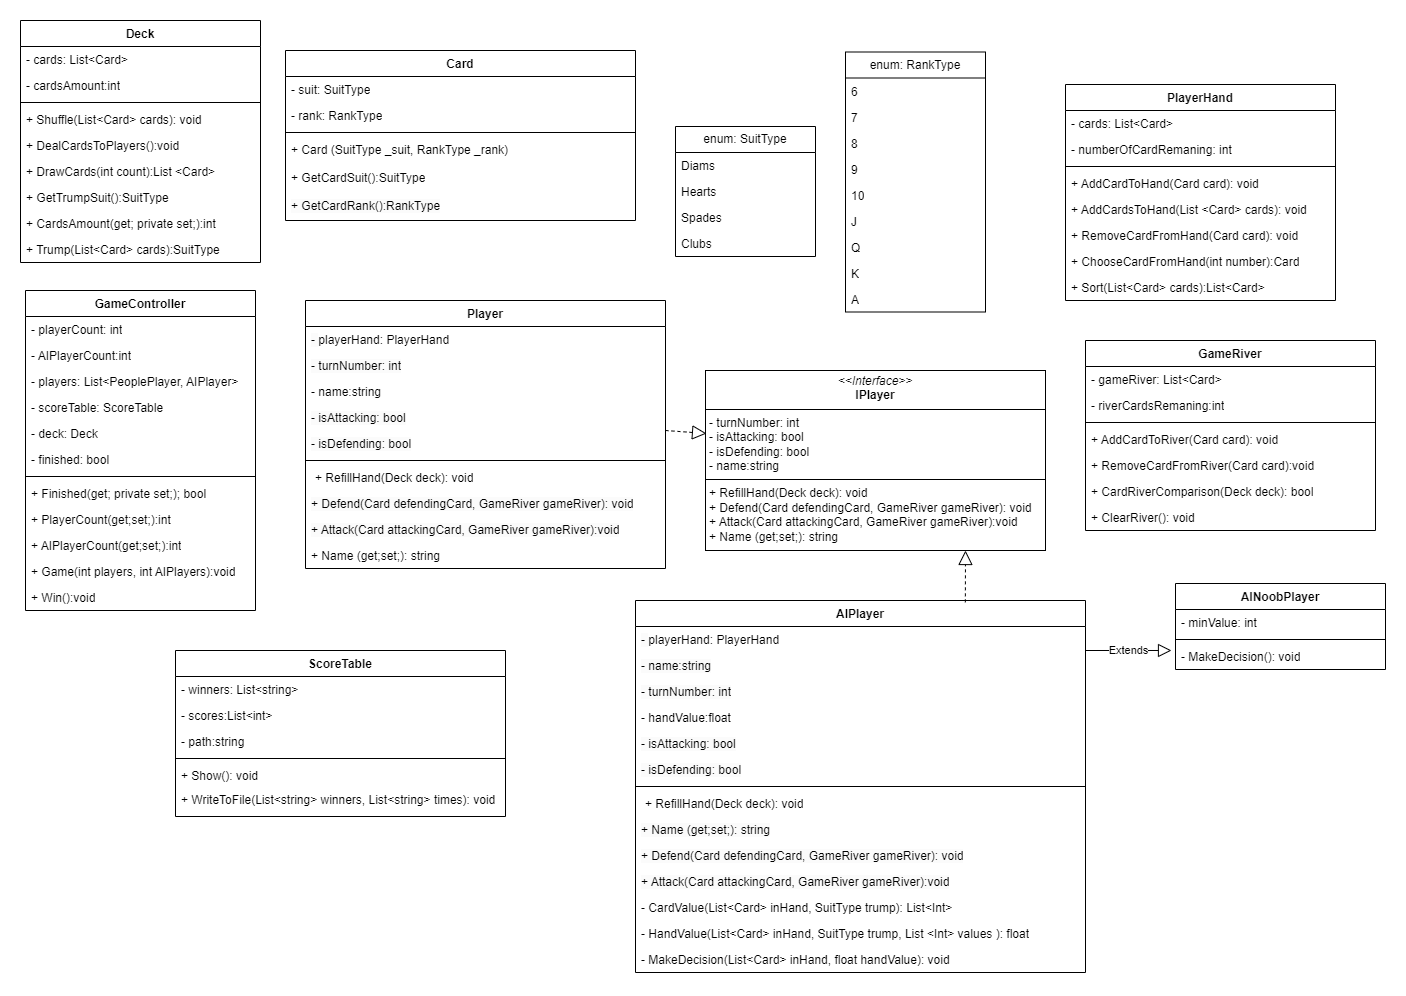 Deck
- cards: List<Card>
- cardsAmount:int
+ Shuffle(List<Card> cards): void
+ DealCardsToPlayers():void
+ DrawCards(int count):List <Card>
+ GetTrumpSuit():SuitType
+ CardsAmount(get; private set;):int
+ Trump(List<Card> cards):SuitType
Card
- suit: SuitType
- rank: RankType
+ Card (SuitType _suit, RankType _rank)
+ GetCardSuit():SuitType
+ GetCardRank():RankType
enum: SuitType
Diams
Hearts
Spades
Clubs
enum: RankType
6
7
8
9
10
J
Q
K
A
PlayerHand
- cards: List<Card>
- numberOfCardRemaning: int
+ AddCardToHand(Card card): void
+ AddCardsToHand(List <Card> cards): void
+ RemoveCardFromHand(Card card): void
+ ChooseCardFromHand(int number):Card
+ Sort(List<Card> cards):List<Card>
GameController
- playerCount: int
- AIPlayerCount:int
- players: List<PeoplePlayer, AIPlayer>
- scoreTable: ScoreTable
- deck: Deck
- finished: bool
+ Finished(get; private set;); bool
+ PlayerCount(get;set;):int
+ AIPlayerCount(get;set;):int
+ Game(int players, int AIPlayers):void
+ Win():void
Player
- playerHand: PlayerHand
- turnNumber: int
- name:string
- isAttacking: bool
- isDefending: bool
+ RefillHand(Deck deck): void
+ Defend(Card defendingCard, GameRiver gameRiver): void
+ Attack(Card attackingCard, GameRiver gameRiver):void
+ Name (get;set;): string
<<Interface>>
IPlayer
- turnNumber: int
- isAttacking: bool
- isDefending: bool
- name:string
+ RefillHand(Deck deck): void
+ Defend(Card defendingCard, GameRiver gameRiver): void
+ Attack(Card attackingCard, GameRiver gameRiver):void
+ Name (get;set;): string
GameRiver
- gameRiver: List<Card>
- riverCardsRemaning:int
+ AddCardToRiver(Card card): void
+ RemoveCardFromRiver(Card card):void
+ CardRiverComparison(Deck deck): bool
+ ClearRiver(): void
ScoreTable
- winners: List<string>
- scores:List<int>
- path:string
+ Show(): void
+ WriteToFile(List<string> winners, List<string> times): void
AIPlayer
- playerHand: PlayerHand
- name:string
- turnNumber: int
- handValue:float
- isAttacking: bool
- isDefending: bool
+ RefillHand(Deck deck): void
+ Name (get;set;): string
+ Defend(Card defendingCard, GameRiver gameRiver): void
+ Attack(Card attackingCard, GameRiver gameRiver):void
- CardValue(List<Card> inHand, SuitType trump): List<Int>
- HandValue(List<Card> inHand, SuitType trump, List <Int> values ): float
- MakeDecision(List<Card> inHand, float handValue): void
Extends
AINoobPlayer
- minValue: int
- MakeDecision(): void